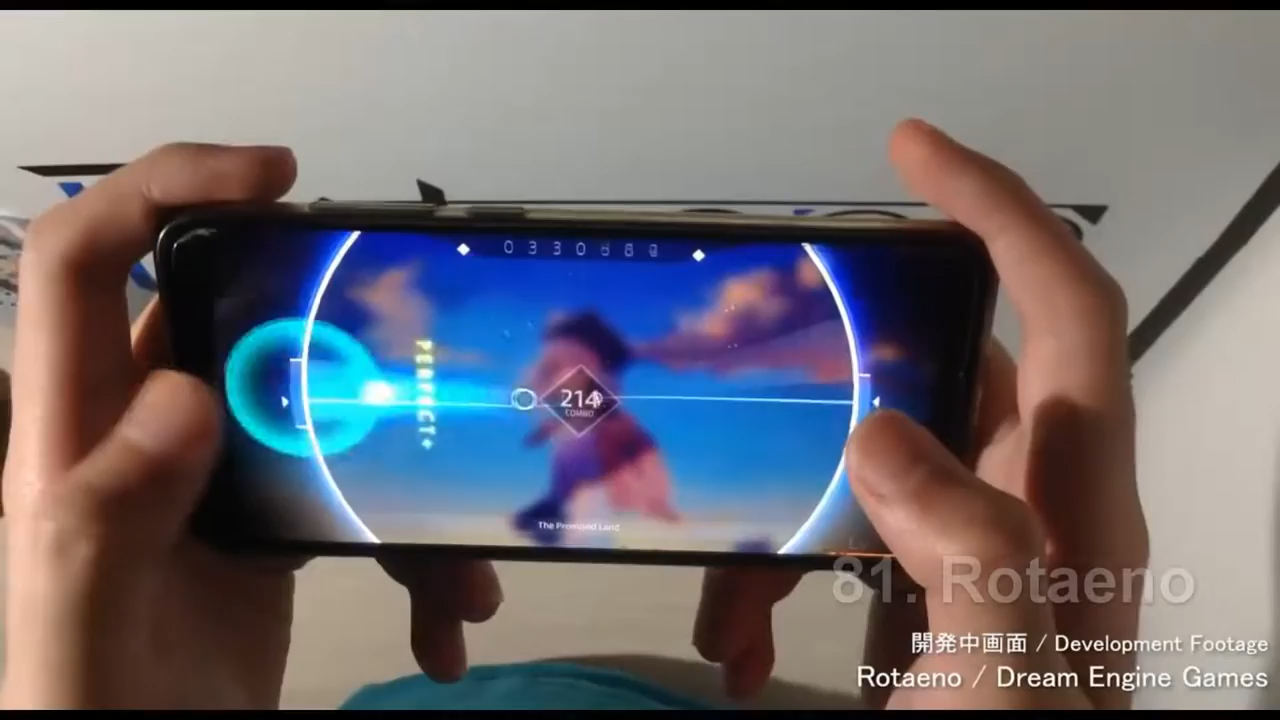 214
COMBO
PERFECT+
The Promised Land
81. Rotaeno
開発中画面 / Development Footage
Rotaeno / Dream Engine Games